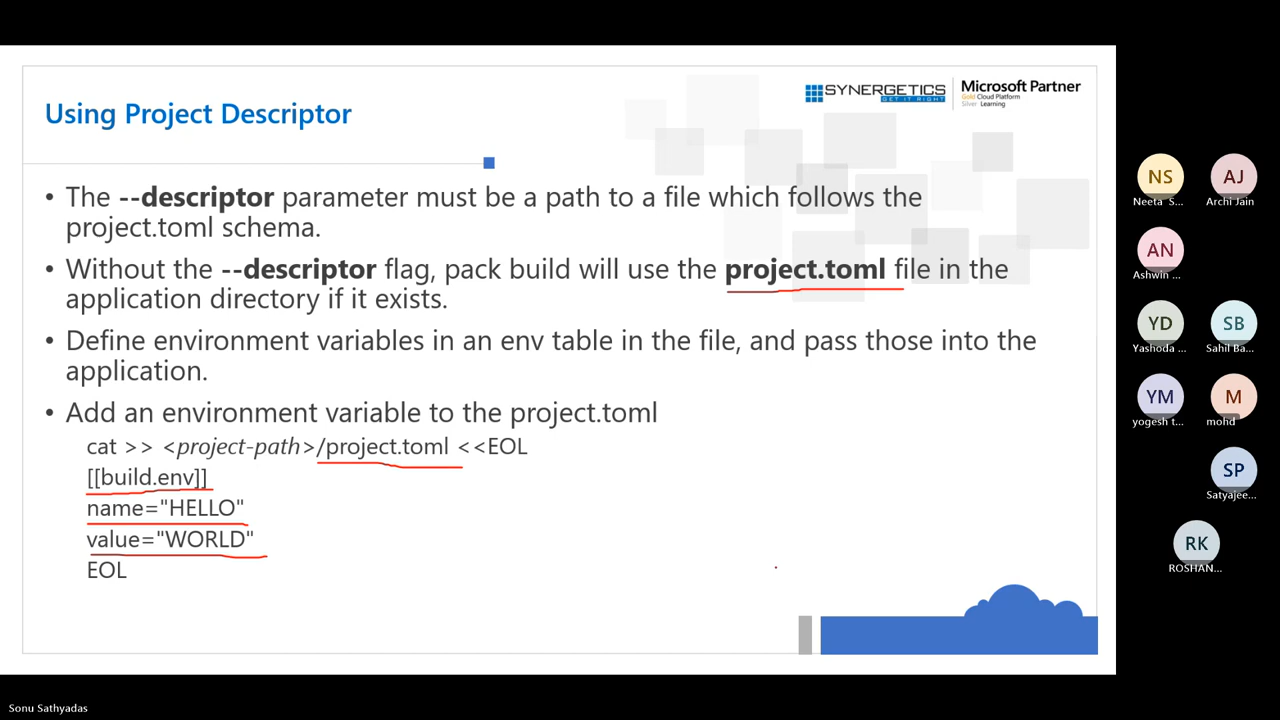 SYNERGETICS
GET IT RIGHT
Microsoft Partner
Gold Cloud Platform
Silver Learning
Using Project Descriptor
• The --descriptor parameter must be a path to a file which follows the
project.toml schema.
• Without the --descriptor flag, pack build will use the project.toml file in the
application directory if it exists.
• Define environment variables in an env table in the file, and pass those into the
application.
• Add an environment variable to the project.toml
cat >> <project-path>/project.toml <<EOL
[[build.env]]
name="HELLO"
value="WORLD"
EOL
NS
Neeta S...
AJ
Archi Jain
AN
Ashwin ...
YD
Yashoda ...
SB
Sahil Ba...
YM
yogesh t...
M
mohd
SP
Satyajee...
RK
ROSHAN...
Sonu Sathyadas